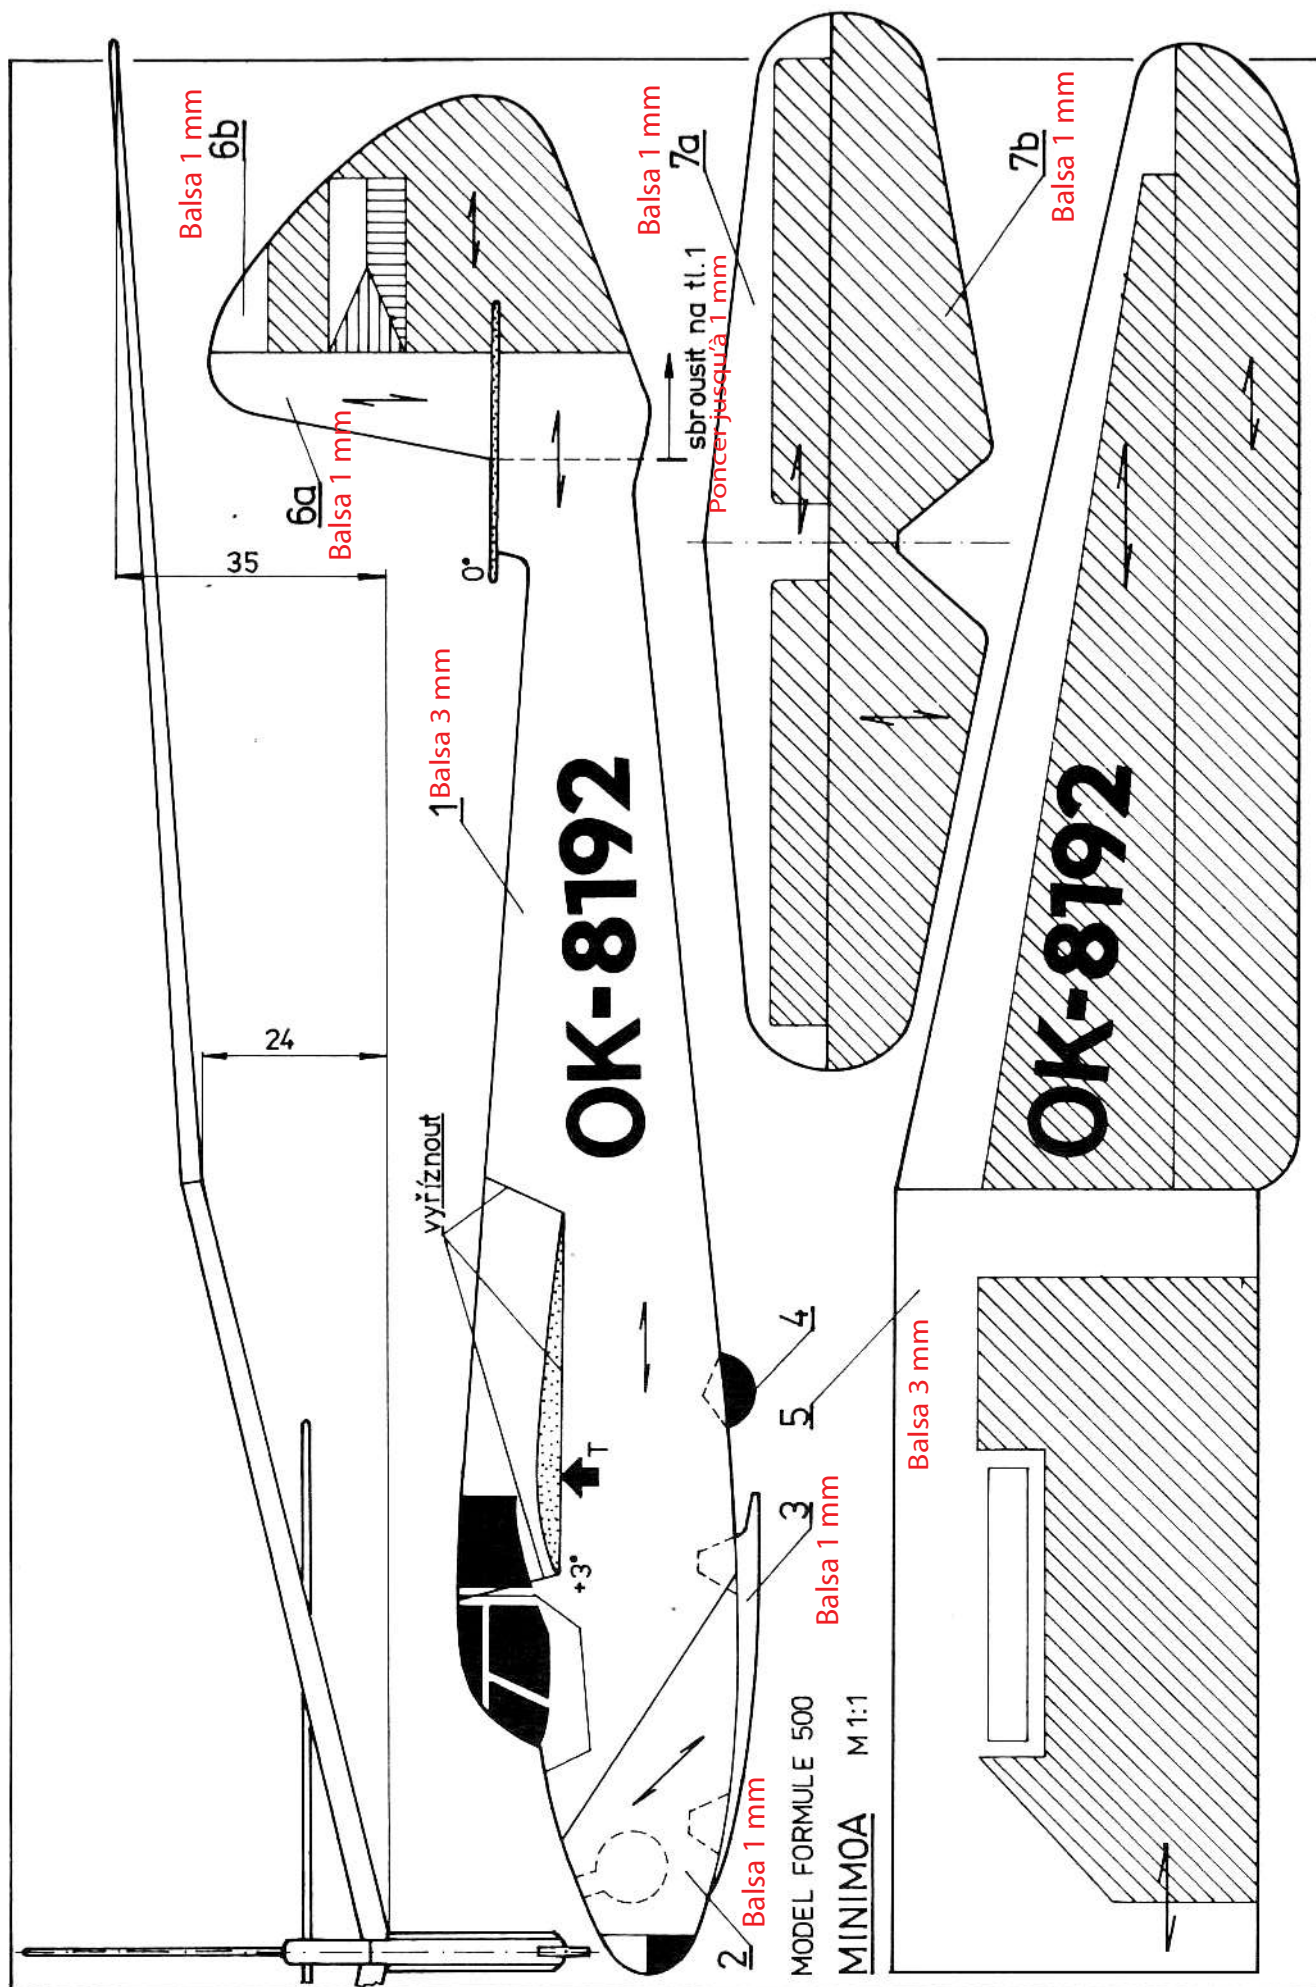 35
24
6b
Balsa 1 mm
6a
Balsa 1 mm
0°
1
Balsa 3 mm
OK-8192
vyříznout
+3°
T
sbrousit na tl. 1
Poncer jusqu'à 1 mm
7a
Balsa 1 mm
7b
Balsa 1 mm
2
Balsa 1 mm
3
Balsa 1 mm
4
5
Balsa 3 mm
OK-8192
MODEL FORMULE 500
MINIMOA M 1:1